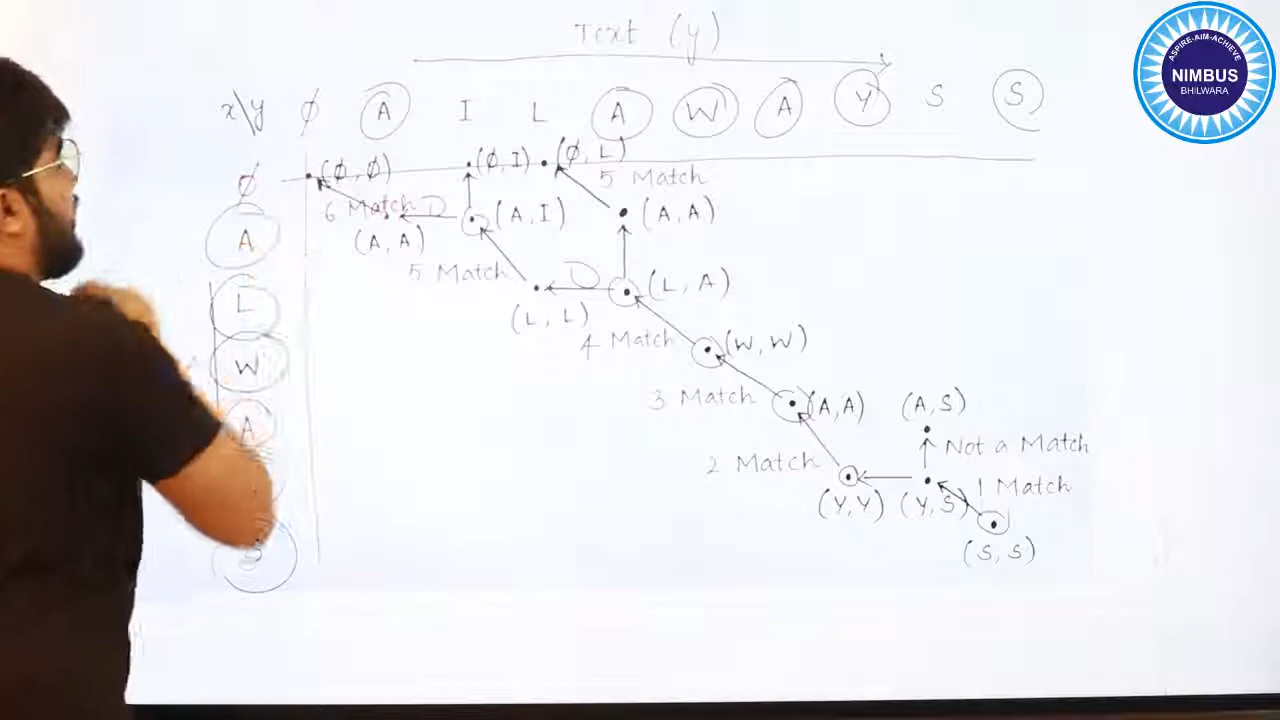 Text (y)
ASPIRE-AIM-ACHIEVE
NIMBUS
BHILWARA
x\y φ A I L A W A Y S S
φ (φ, φ) (φ, I) (φ, L)
5 Match
6 Match D (A, I) (A, A)
A (A, A)
5 Match D (L, A)
L (L, L)
4 Match (W, W)
W
3 Match (A, A) (A, S)
A
Not a Match
2 Match
1 Match
(Y, Y) (Y, S)
S (S, S)